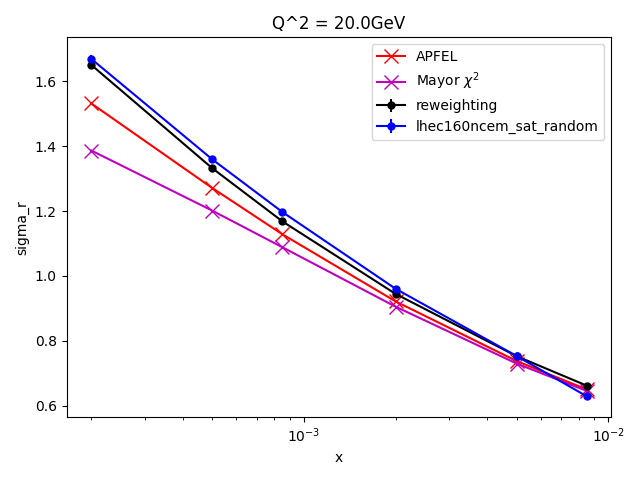 Q^2 = 20.0GeV
APFEL
Mayor χ²
reweighting
lhec160ncem_sat_random
sigma_r
1.6
1.4
1.2
1.0
0.8
0.6
10⁻³
10⁻²
x